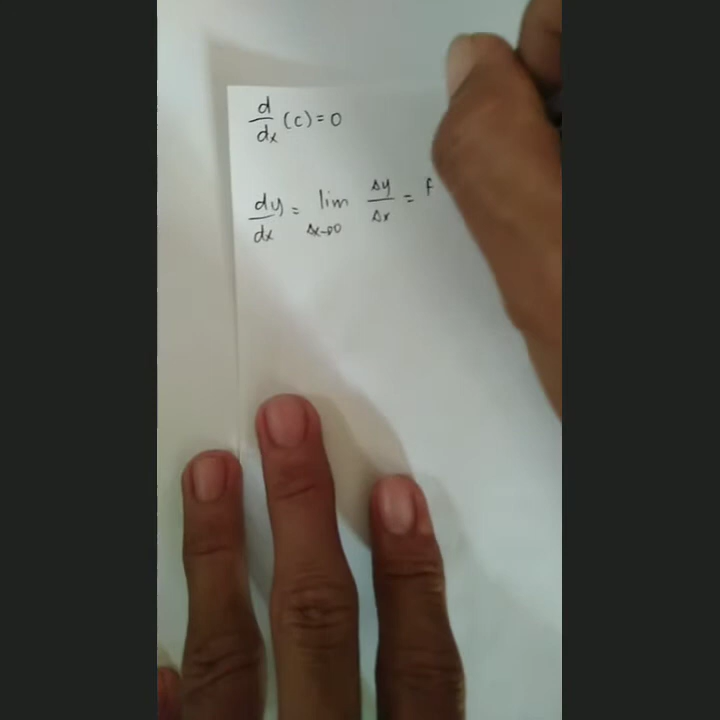 d/dx (c) = 0
dy/dx = lim Δx→0 Δy/Δx = f